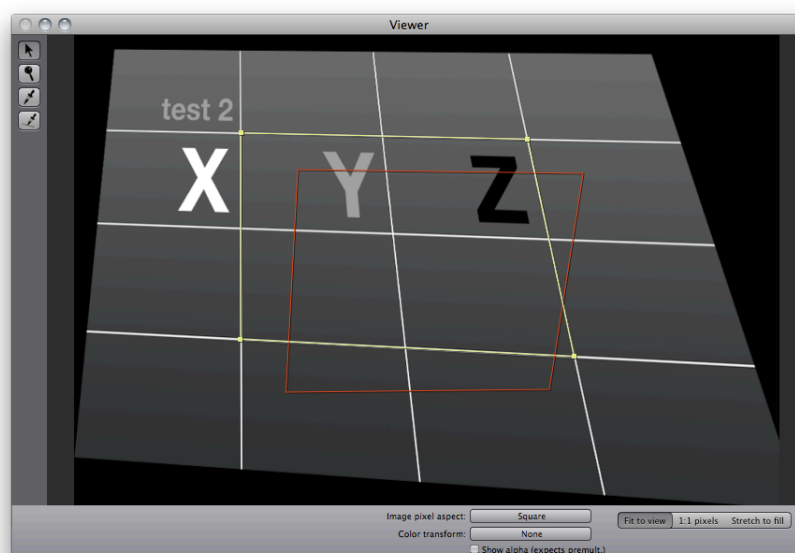 Viewer
test 2
X Y Z
Image pixel aspect: Square
Color transform: None
Show alpha (expects premult.)
Fit to view 1:1 pixels Stretch to fill